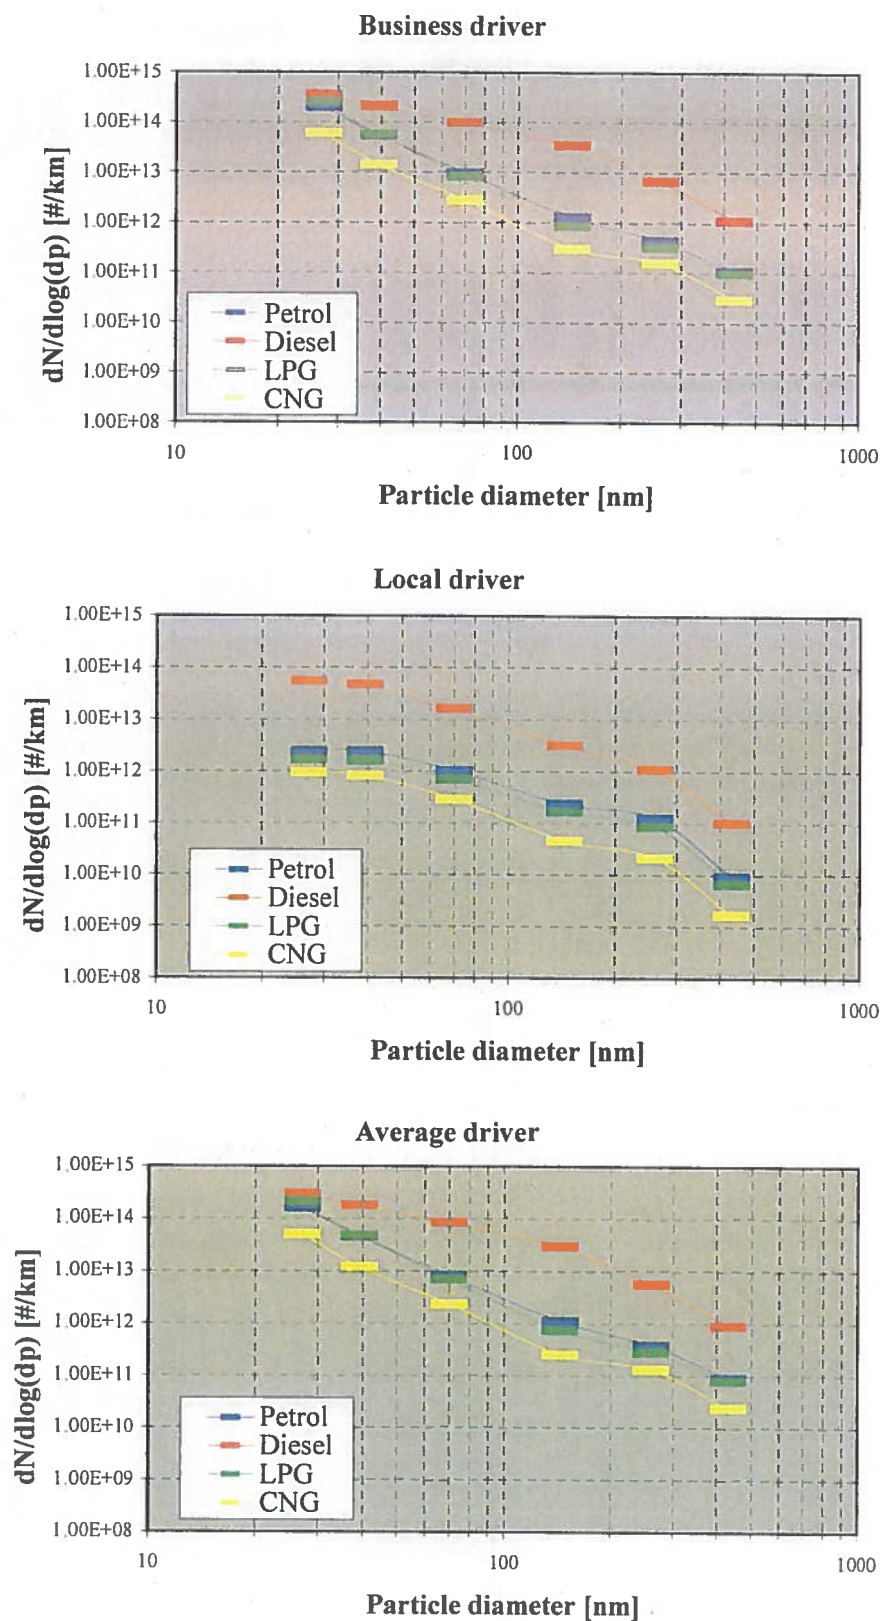 Business driver
1.00E+15
1.00E+14
1.00E+13
1.00E+12
1.00E+11
1.00E+10
1.00E+09
1.00E+08
dN/dlog(dp) [#/km]
Petrol
Diesel
LPG
CNG
10 100 1000
Particle diameter [nm]
Local driver
1.00E+15
1.00E+14
1.00E+13
1.00E+12
1.00E+11
1.00E+10
1.00E+09
1.00E+08
dN/dlog(dp) [#/km]
Petrol
Diesel
LPG
CNG
10 100 1000
Particle diameter [nm]
Average driver
1.00E+15
1.00E+14
1.00E+13
1.00E+12
1.00E+11
1.00E+10
1.00E+09
1.00E+08
dN/dlog(dp) [#/km]
Petrol
Diesel
LPG
CNG
10 100 1000
Particle diameter [nm]